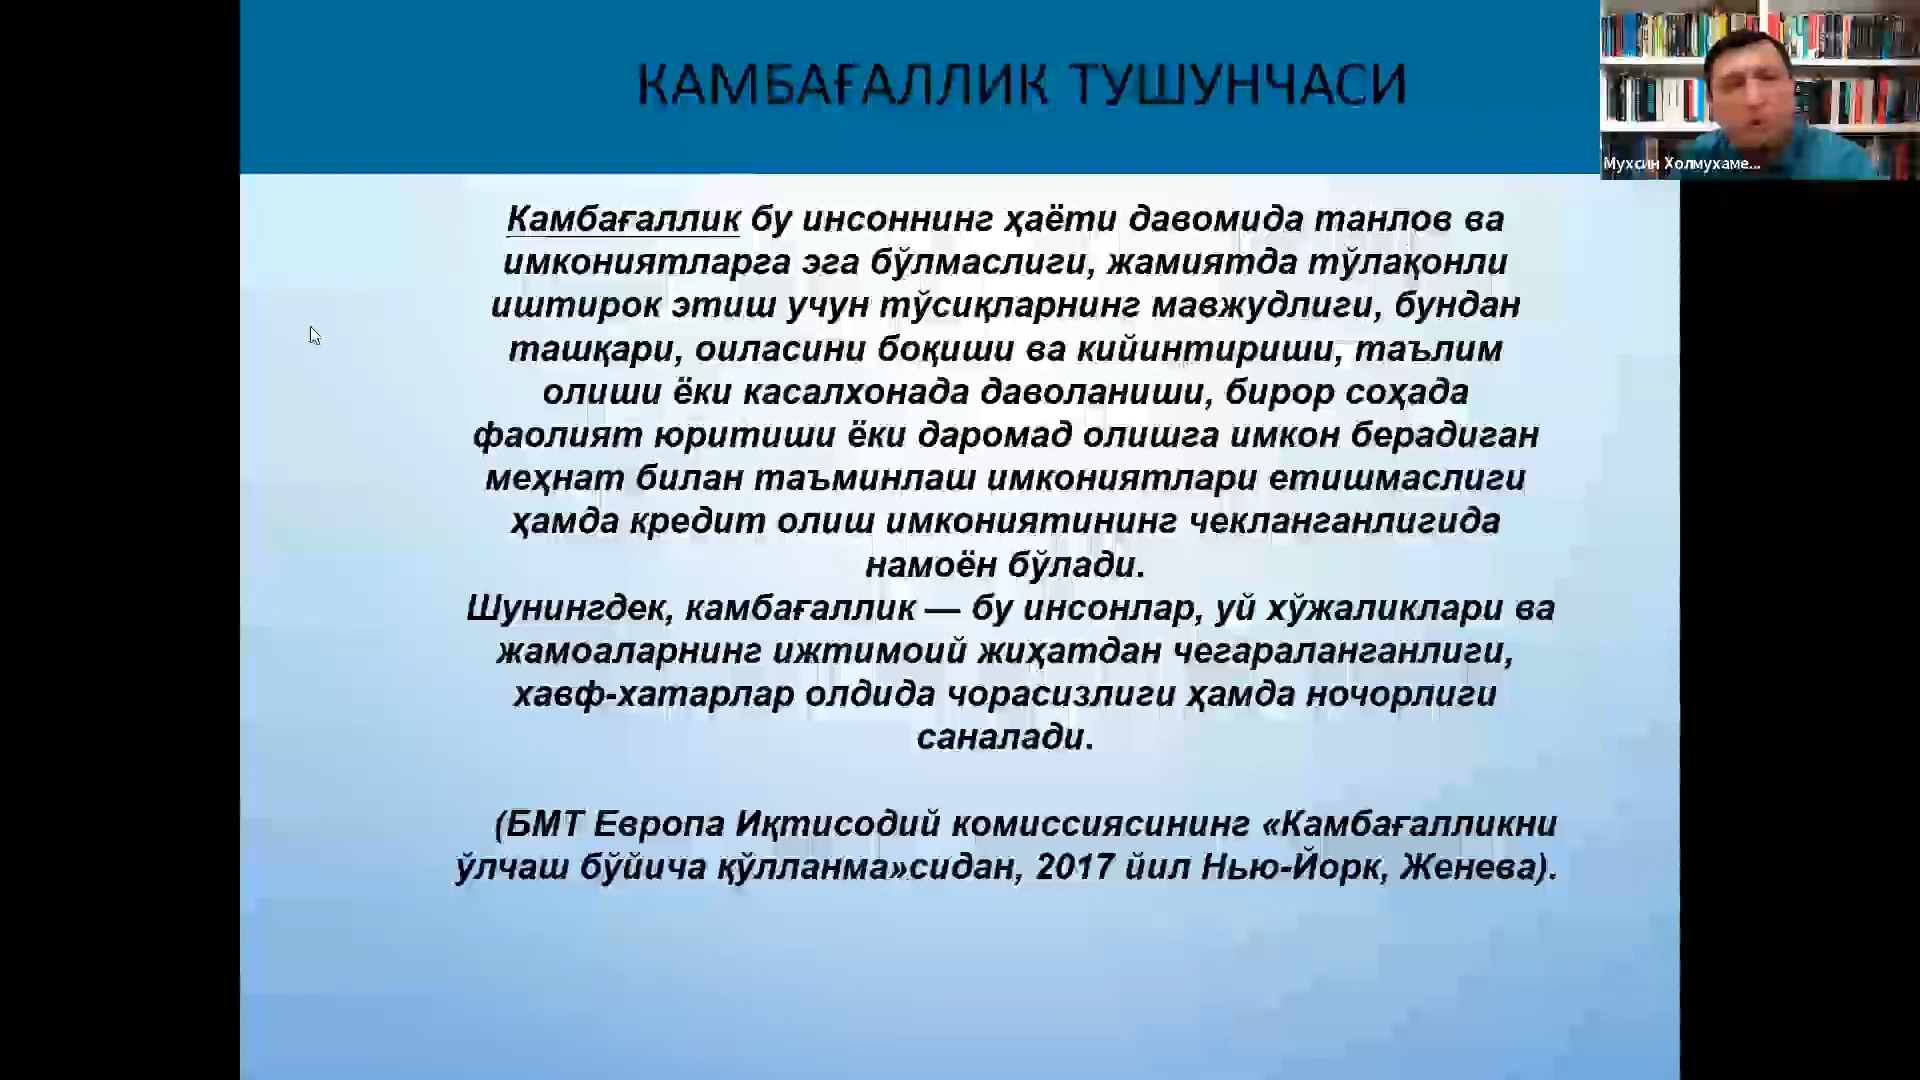 КАМБАҒАЛЛИК ТУШУНЧАСИ
Мухсин Холмухаме...
Камбағаллик бу инсоннинг ҳаёти давомида танлов ва
имкониятларга эга бўлмаслиги, жамиятда тўлақонли
иштирок этиш учун тўсиқларнинг мавжудлиги, бундан
ташқари, оиласини боқиши ва кийинтириши, таълим
олиши ёки касалхонада даволаниши, бирор соҳада
фаолият юритиши ёки даромад олишга имкон берадиган
меҳнат билан таъминлаш имкониятлари етишмаслиги
ҳамда кредит олиш имкониятининг чекланганлигида
намоён бўлади.
Шунингдек, камбағаллик — бу инсонлар, уй хўжаликлари ва
жамоаларнинг ижтимоий жиҳатдан чегараланганлиги,
хавф-хатарлар олдида чорасизлиги ҳамда ночорлиги
саналади.
(БМТ Европа Иқтисодий комиссиясининг «Камбағалликни
ўлчаш бўйича қўлланма»сидан, 2017 йил Нью-Йорк, Женева).